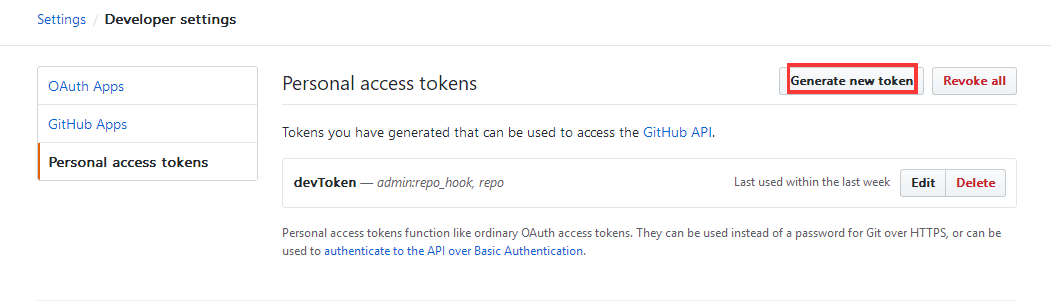 Settings / Developer settings
OAuth Apps
GitHub Apps
Personal access tokens
Personal access tokens
Generate new token
Revoke all
Tokens you have generated that can be used to access the GitHub API.
devToken — admin:repo_hook, repo
Last used within the last week
Edit
Delete
Personal access tokens function like ordinary OAuth access tokens. They can be used instead of a password for Git over HTTPS, or can be
used to authenticate to the API over Basic Authentication.